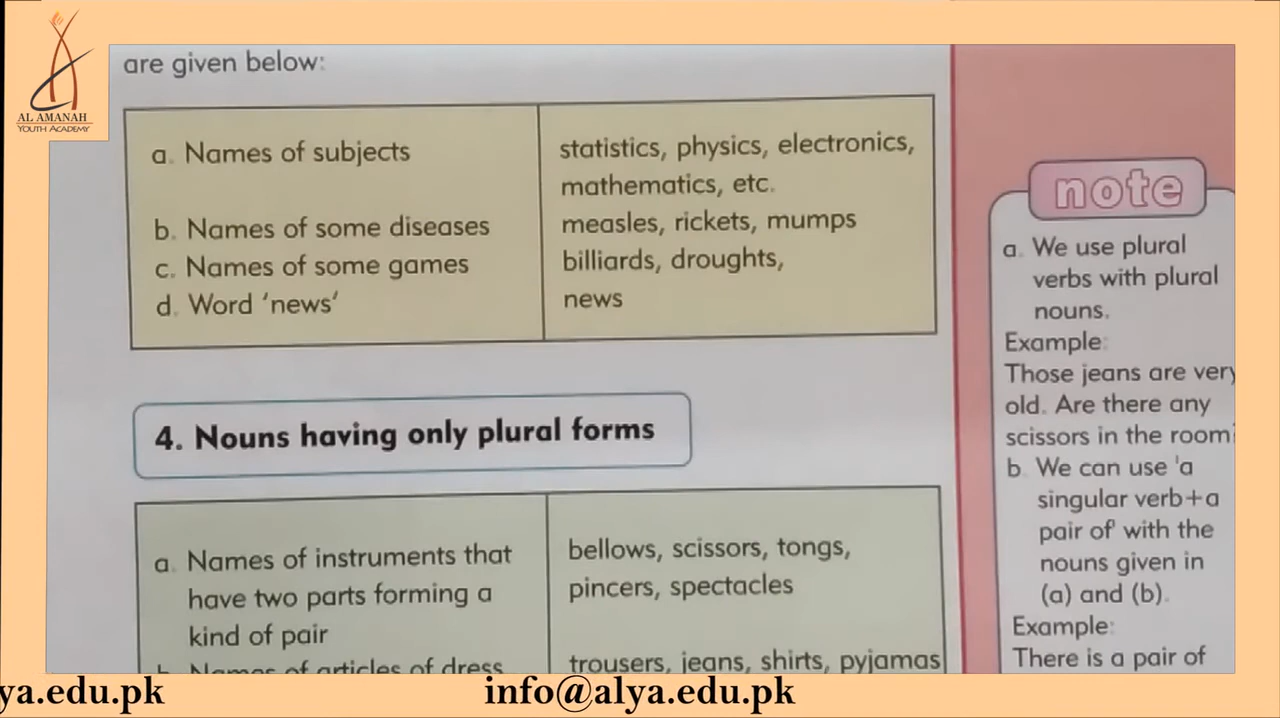 AL AMANAH
YOUTH ACADEMY
are given below:
a. Names of subjects
statistics, physics, electronics,
mathematics, etc.
b. Names of some diseases
measles, rickets, mumps
c. Names of some games
billiards, droughts,
d. Word 'news'
news
4. Nouns having only plural forms
a. Names of instruments that
have two parts forming a
kind of pair
bellows, scissors, tongs,
pincers, spectacles
b. Names of articles of dress
trousers, jeans, shirts, pyjamas
note
a. We use plural
verbs with plural
nouns.
Example:
Those jeans are very
old. Are there any
scissors in the room?
b. We can use 'a
singular verb+a
pair of' with the
nouns given in
(a) and (b).
Example:
There is a pair of
ya.edu.pk
info@alya.edu.pk